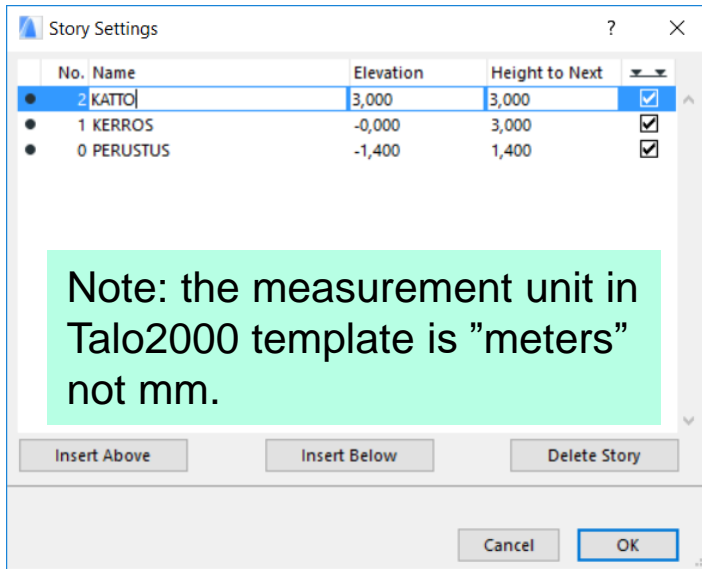 Story Settings ?
No. Name Elevation Height to Next
2 KATTO 3,000 3,000
1 KERROS -0,000 3,000
0 PERUSTUS -1,400 1,400
Note: the measurement unit in
Talo2000 template is ”meters”
not mm.
Insert Above Insert Below Delete Story
Cancel OK